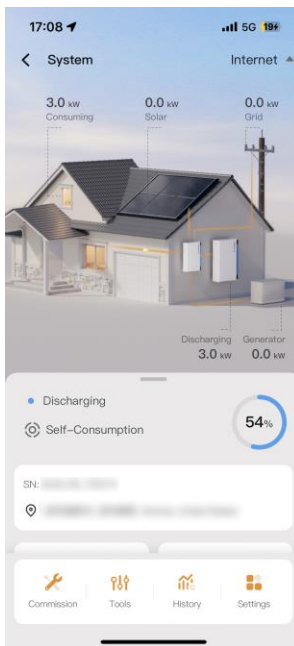 17:08 5G 19
System Internet
3.0 kW 0.0 kW 0.0 kW
Consuming Solar Grid
Discharging Generator
3.0 kW 0.0 kW
Discharging
Self-Consumption
54%
SN:
Commission Tools History Settings